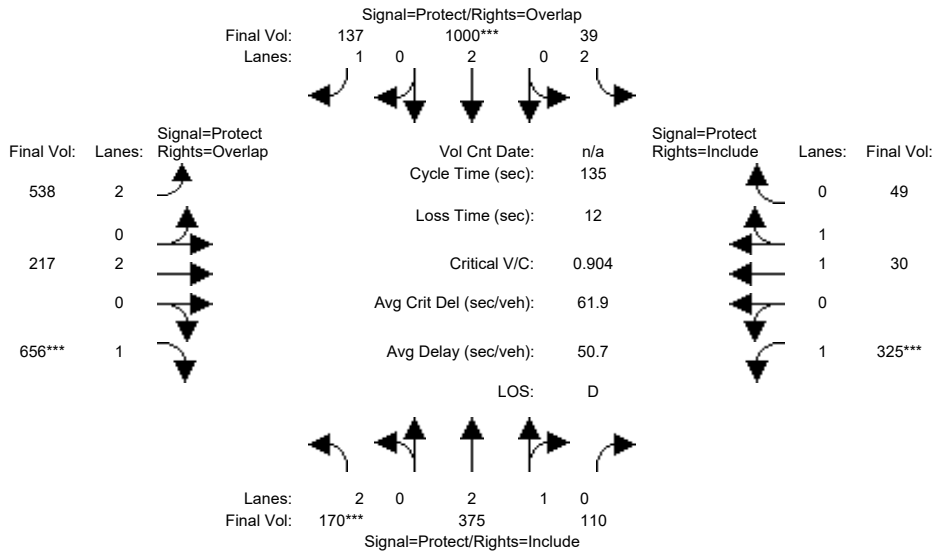 Signal=Protect/Rights=Overlap
Final Vol: 137 1000*** 39
Lanes: 1 0 2 0 2
Signal=Protect
Final Vol: Lanes: Rights=Overlap
Vol Cnt Date: n/a
Signal=Protect
Rights=Include Lanes: Final Vol:
Cycle Time (sec): 135
538 2 0 49
Loss Time (sec): 12
0 1
217 2 Critical V/C: 0.904 1 30
0 Avg Crit Del (sec/veh): 61.9 0
656*** 1 Avg Delay (sec/veh): 50.7 1 325***
LOS: D
Lanes: 2 0 2 1 0
Final Vol: 170*** 375 110
Signal=Protect/Rights=Include